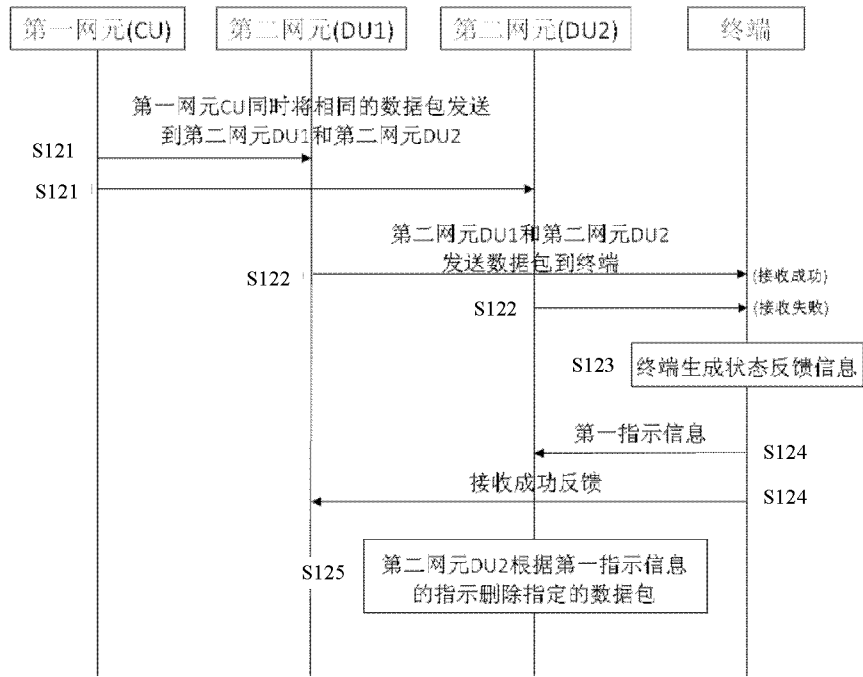 第一网元(CU)
第二网元(DU1)
第二网元(DU2)
终端
第一网元CU同时将相同的数据包发送
到第二网元DU1和第二网元DU2
S121
S121
第二网元DU1和第二网元DU2
发送数据包到终端
S122
(接收成功)
S122
(接收失败)
S123
终端生成状态反馈信息
第一指示信息
S124
接收成功反馈
S124
S125
第二网元DU2根据第一指示信息
的指示删除指定的数据包